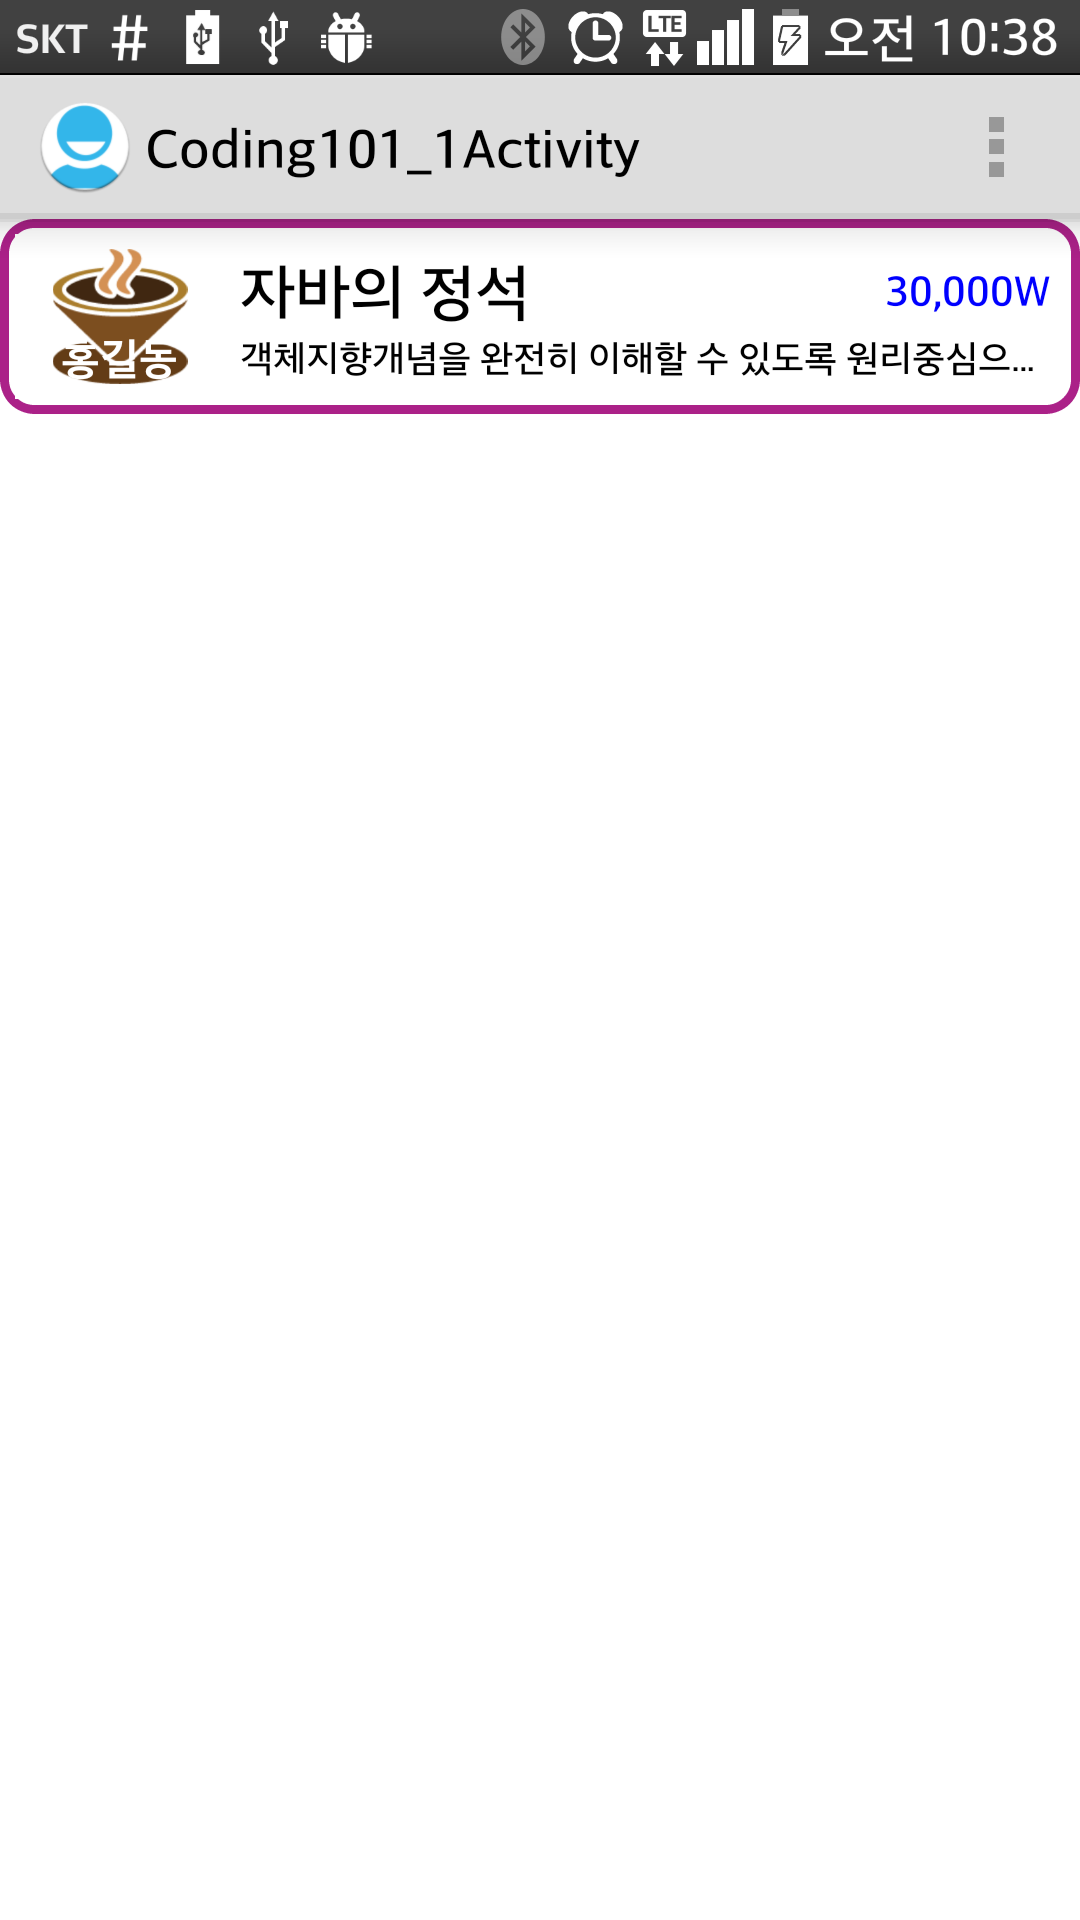 SKT # LTE 오전 10:38
Coding101_1Activity
자바의 정석 30,000W
홍길동
객체지향개념을 완전히 이해할 수 있도록 원리중심으...